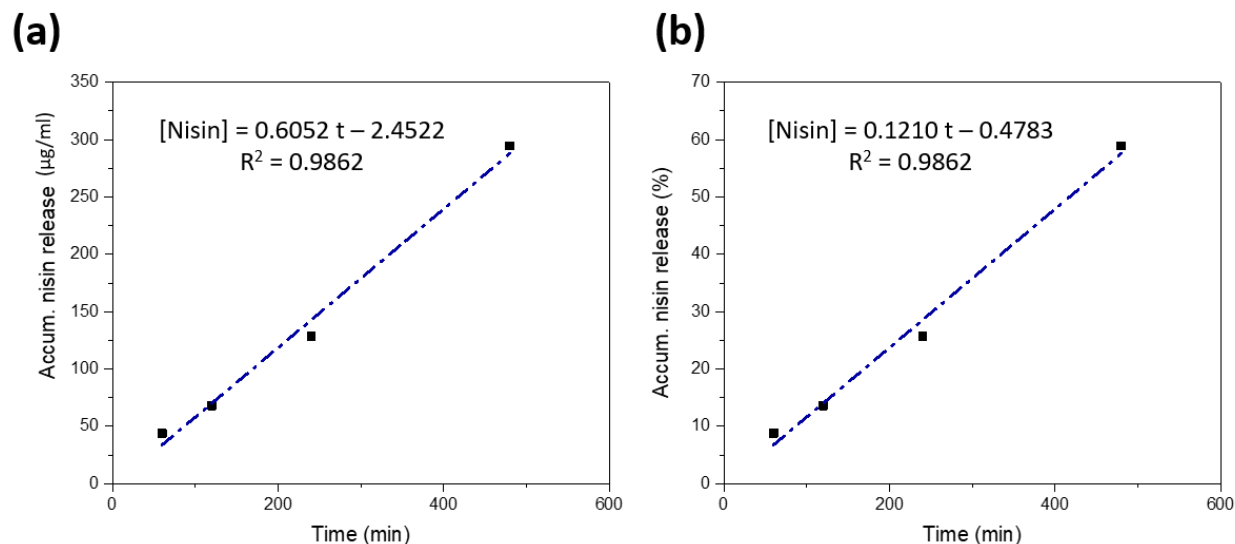 (a)
350
300
250
200
150
100
50
0
0
200
400
600
Accum. nisin release (µg/ml)
Time (min)
[Nisin] = 0.6052 t – 2.4522
R² = 0.9862
(b)
70
60
50
40
30
20
10
0
0
200
400
600
Accum. nisin release (%)
Time (min)
[Nisin] = 0.1210 t – 0.4783
R² = 0.9862